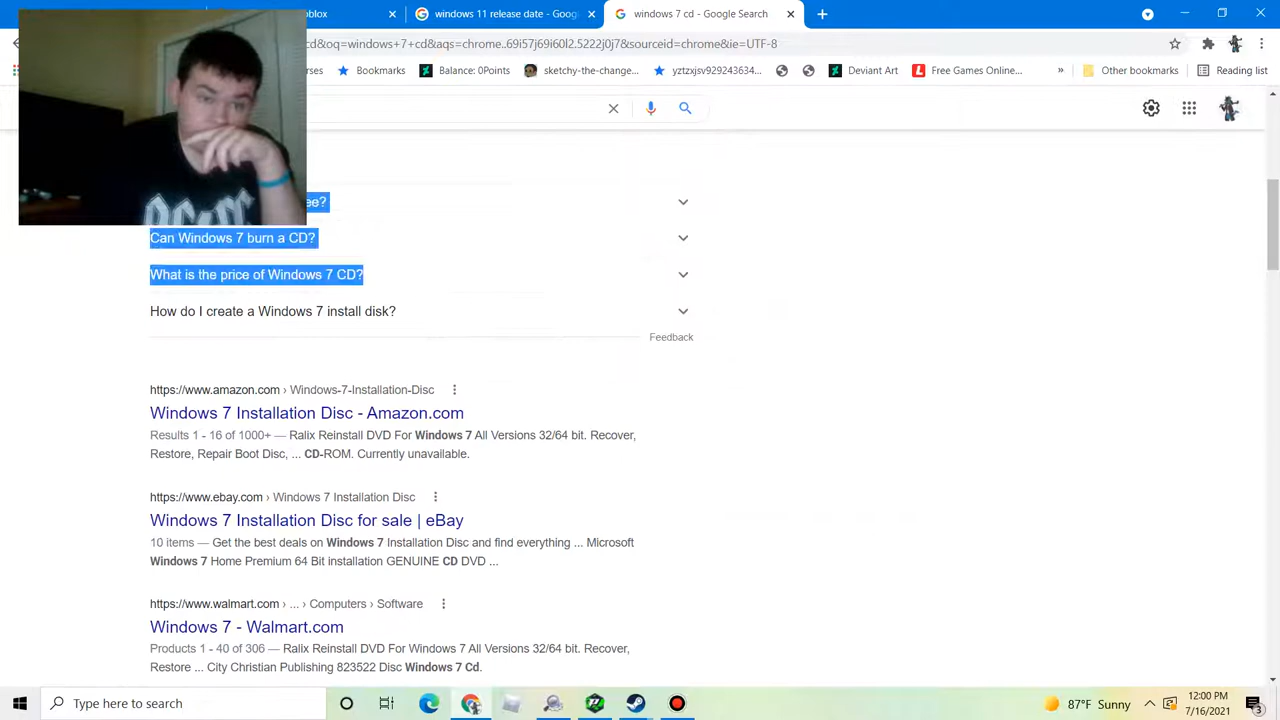 blox
windows 11 release date - Goog
windows 7 cd - Google Search
cd&oq=windows+7+cd&aqs=chrome..69i57j69i60l2.5222j0j7&sourceid=chrome&ie=UTF-8
rses
Bookmarks
Balance: 0Points
sketchy-the-change...
yztzxjsv929243634...
Deviant Art
Free Games Online...
»
Other bookmarks
Reading list
ee?
Can Windows 7 burn a CD?
What is the price of Windows 7 CD?
How do I create a Windows 7 install disk?
Feedback
https://www.amazon.com › Windows-7-Installation-Disc
Windows 7 Installation Disc - Amazon.com
Results 1 - 16 of 1000+ — Ralix Reinstall DVD For Windows 7 All Versions 32/64 bit. Recover,
Restore, Repair Boot Disc, ... CD-ROM. Currently unavailable.
https://www.ebay.com › Windows 7 Installation Disc
Windows 7 Installation Disc for sale | eBay
10 items — Get the best deals on Windows 7 Installation Disc and find everything ... Microsoft
Windows 7 Home Premium 64 Bit installation GENUINE CD DVD ...
https://www.walmart.com › ... › Computers › Software
Windows 7 - Walmart.com
Products 1 - 40 of 306 — Ralix Reinstall DVD For Windows 7 All Versions 32/64 bit. Recover,
Restore ... City Christian Publishing 823522 Disc Windows 7 Cd.
Type here to search
87°F Sunny
12:00 PM
7/16/2021
3